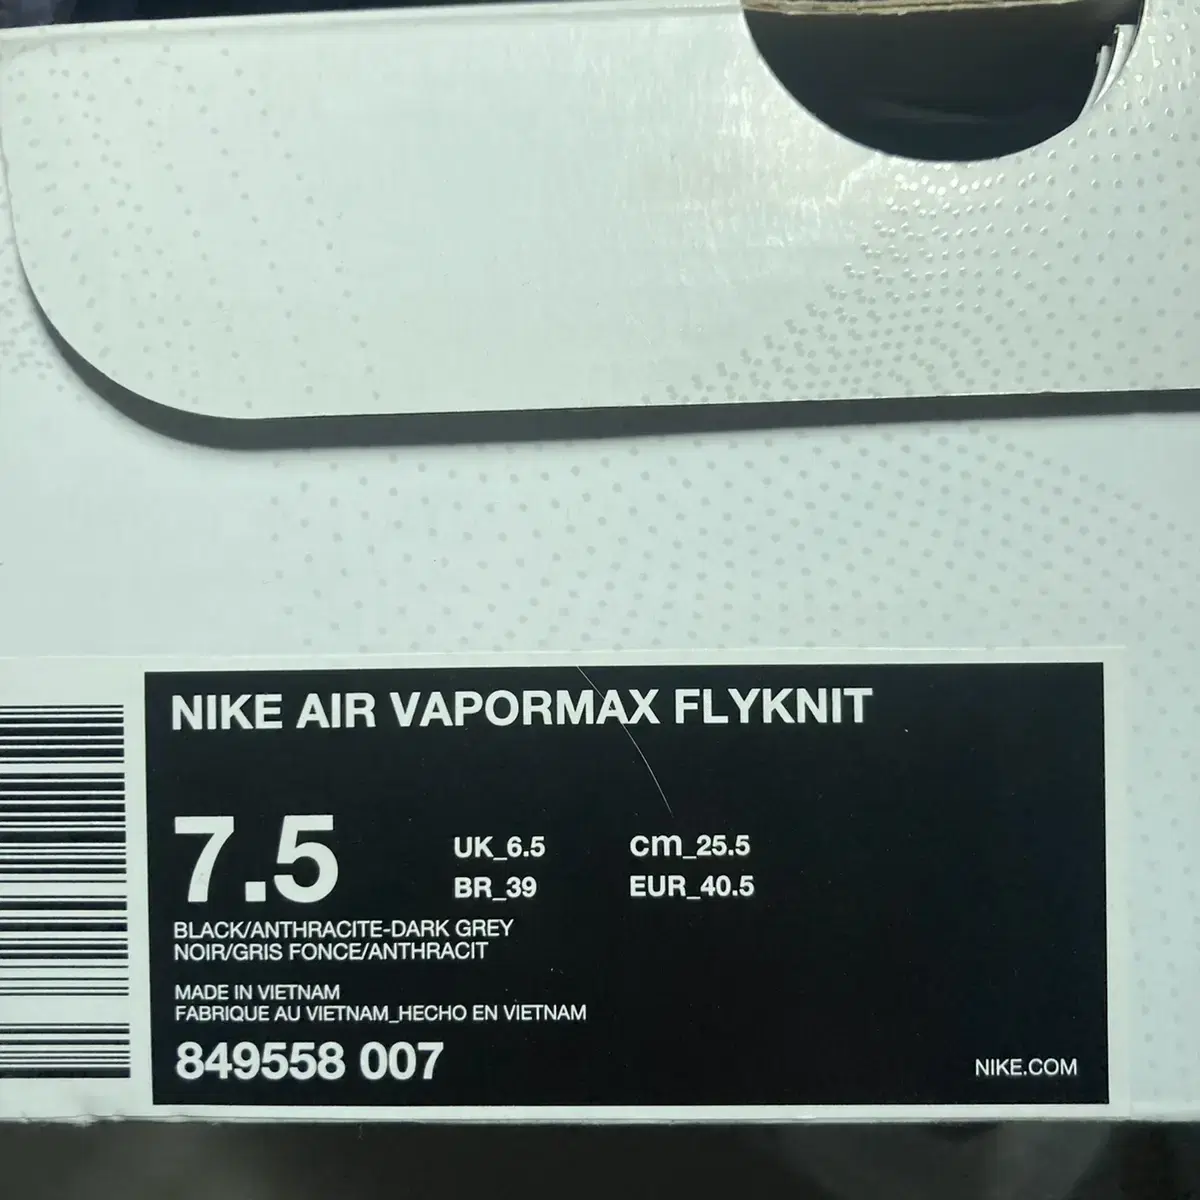 NIKE AIR VAPORMAX FLYKNIT
7.5
UK_6.5 cm_25.5
BR_39 EUR_40.5
BLACK/ANTHRACITE-DARK GREY
NOIR/GRIS FONCE/ANTHRACIT
MADE IN VIETNAM
FABRIQUE AU VIETNAM_HECHO EN VIETNAM
849558 007
NIKE.COM